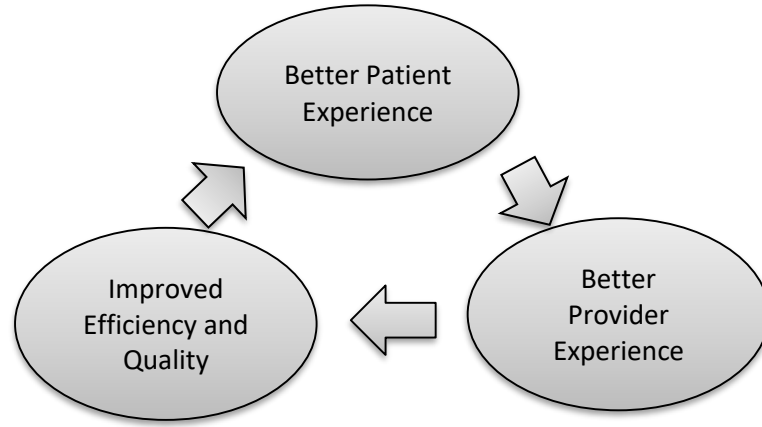 Better Patient
Experience
Better
Provider
Experience
Improved
Efficiency and
Quality